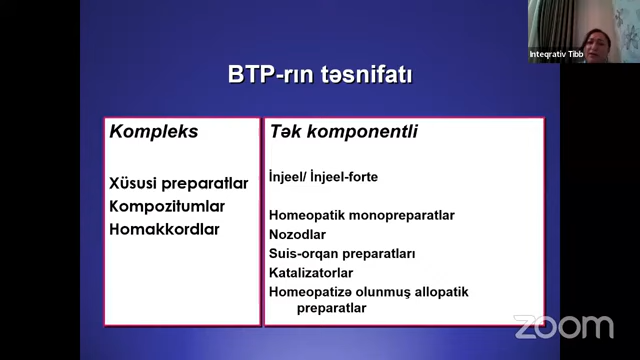 Inteqrativ Tibb
BTP-rın təsnifatı
Kompleks
Xüsusi preparatlar
Kompozitumlar
Homakkordlar
Tək komponentli
İnjeel/ İnjeel-forte
Homeopatik monopreparatlar
Nozodlar
Suis-orqan preparatları
Katalizatorlar
Homeopatizə olunmuş allopatik
preparatlar
zoom